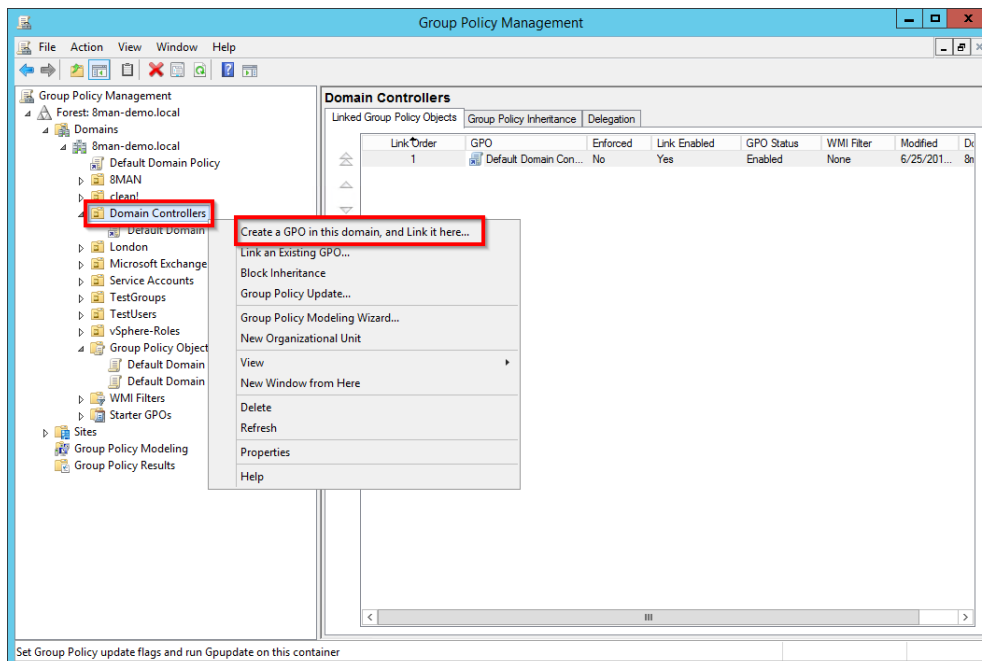 Group Policy Management
File Action View Window Help
Group Policy Management
Forest: 8man-demo.local
Domains
8man-demo.local
Default Domain Policy
8MAN
clean!
Domain Controllers
Default Domain
London
Microsoft Exchange
Service Accounts
TestGroups
TestUsers
vSphere-Roles
Group Policy Object
Default Domain
Default Domain
WMI Filters
Starter GPOs
Sites
Group Policy Modeling
Group Policy Results
Create a GPO in this domain, and Link it here...
Link an Existing GPO...
Block Inheritance
Group Policy Update...
Group Policy Modeling Wizard...
New Organizational Unit
View
New Window from Here
Delete
Refresh
Properties
Help
Domain Controllers
Linked Group Policy Objects Group Policy Inheritance Delegation
Link Order GPO Enforced Link Enabled GPO Status WMI Filter Modified
1 Default Domain Con... No Yes Enabled None 6/25/201...
Set Group Policy update flags and run Gpupdate on this container